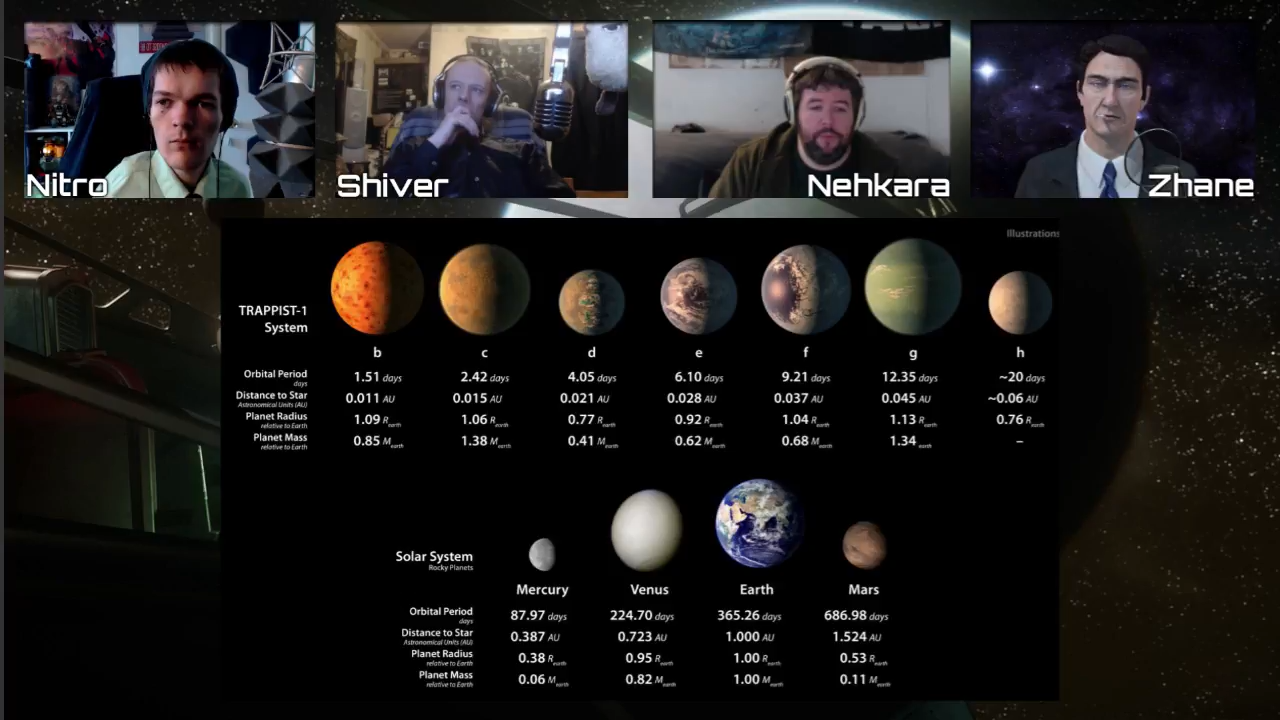 Nitro
Shiver
Nehkara
Zhane
Illustrations
TRAPPIST-1
System
b c d e f g h
Orbital Period 1.51 days 2.42 days 4.05 days 6.10 days 9.21 days 12.35 days ~20 days
days
Distance to Star 0.011 AU 0.015 AU 0.021 AU 0.028 AU 0.037 AU 0.045 AU ~0.06 AU
Astronomical Units (AU)
Planet Radius 1.09 Rearth 1.06 Rearth 0.77 Rearth 0.92 Rearth 1.04 Rearth 1.13 Rearth 0.76 Rearth
relative to Earth
Planet Mass 0.85 Mearth 1.38 Mearth 0.41 Mearth 0.62 Mearth 0.68 Mearth 1.34 earth –
relative to Earth
Solar System
Rocky Planets
Mercury Venus Earth Mars
Orbital Period 87.97 days 224.70 days 365.26 days 686.98 days
days
Distance to Star 0.387 AU 0.723 AU 1.000 AU 1.524 AU
Astronomical Units (AU)
Planet Radius 0.38 Rearth 0.95 Rearth 1.00 Rearth 0.53 Rearth
relative to Earth
Planet Mass 0.06 Mearth 0.82 Mearth 1.00 Mearth 0.11 Mearth
relative to Earth